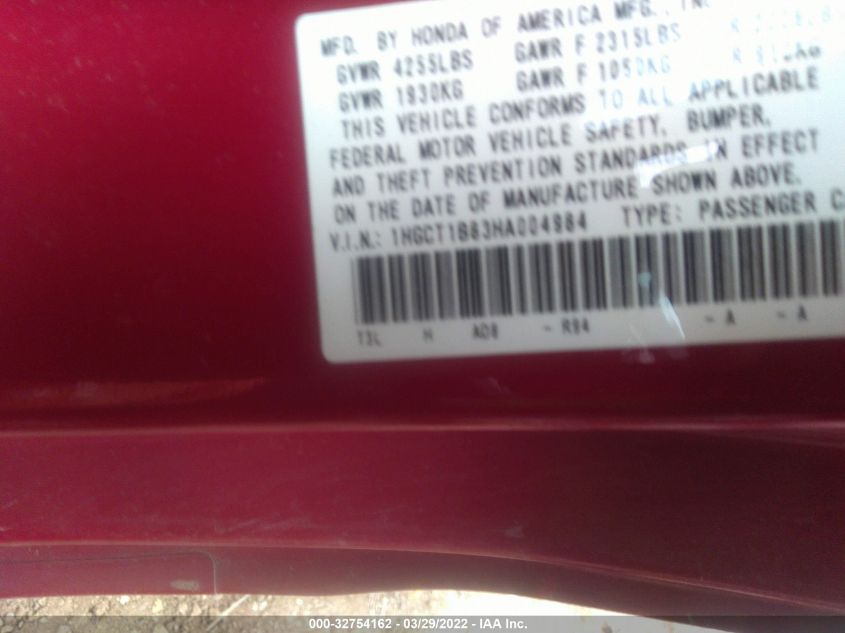 MFD. BY HONDA OF AMERICA MFG., IN
GVWR 4255LBS GAWR F 2315LBS R
GVWR 1930KG GAWR F 1050KG R
THIS VEHICLE CONFORMS TO ALL APPLICABLE
FEDERAL MOTOR VEHICLE SAFETY, BUMPER,
AND THEFT PREVENTION STANDARDS IN EFFECT
ON THE DATE OF MANUFACTURE SHOWN ABOVE.
V.I.N.: 1HGCT1B83HA004984 TYPE: PASSENGER C
T3L H AD8 - R94 - A - A
000-32754162 - 03/29/2022 - IAA Inc.